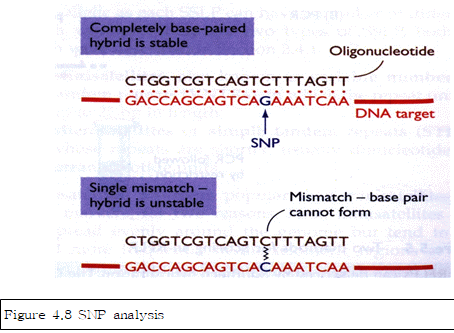 Completely base-paired
hybrid is stable
Oligonucleotide
CTGGTCGTCAGTCTTTAGTT
GACCAGCAGTCAGAAATCAA
DNA target
SNP
Single mismatch –
hybrid is unstable
Mismatch – base pair
cannot form
CTGGTCGTCAGTCTTTAGTT
GACCAGCAGTCACAAATCAA
Figure 4.8 SNP analysis